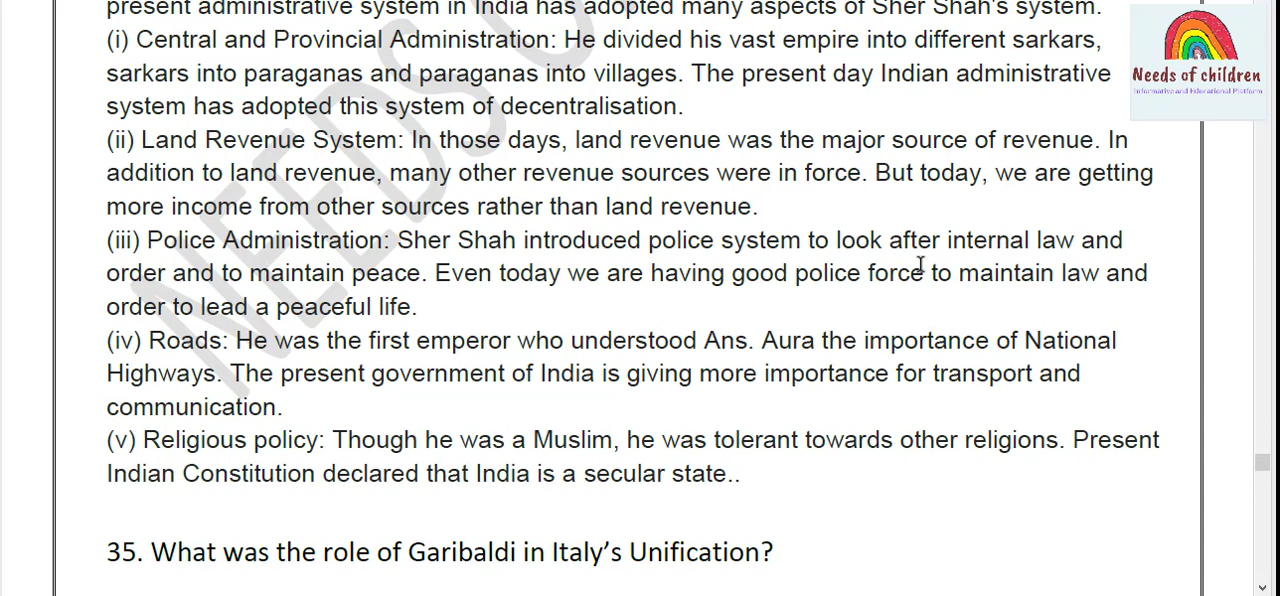 present administrative system in India has adopted many aspects of Sher Shah's system.
(i) Central and Provincial Administration: He divided his vast empire into different sarkars,
sarkars into paraganas and paraganas into villages. The present day Indian administrative
system has adopted this system of decentralisation.
(ii) Land Revenue System: In those days, land revenue was the major source of revenue. In
addition to land revenue, many other revenue sources were in force. But today, we are getting
more income from other sources rather than land revenue.
(iii) Police Administration: Sher Shah introduced police system to look after internal law and
order and to maintain peace. Even today we are having good police force to maintain law and
order to lead a peaceful life.
(iv) Roads: He was the first emperor who understood Ans. Aura the importance of National
Highways. The present government of India is giving more importance for transport and
communication.
(v) Religious policy: Though he was a Muslim, he was tolerant towards other religions. Present
Indian Constitution declared that India is a secular state..
35. What was the role of Garibaldi in Italy’s Unification?
Needs of children
Informative and Educational Platform
NEEDS O